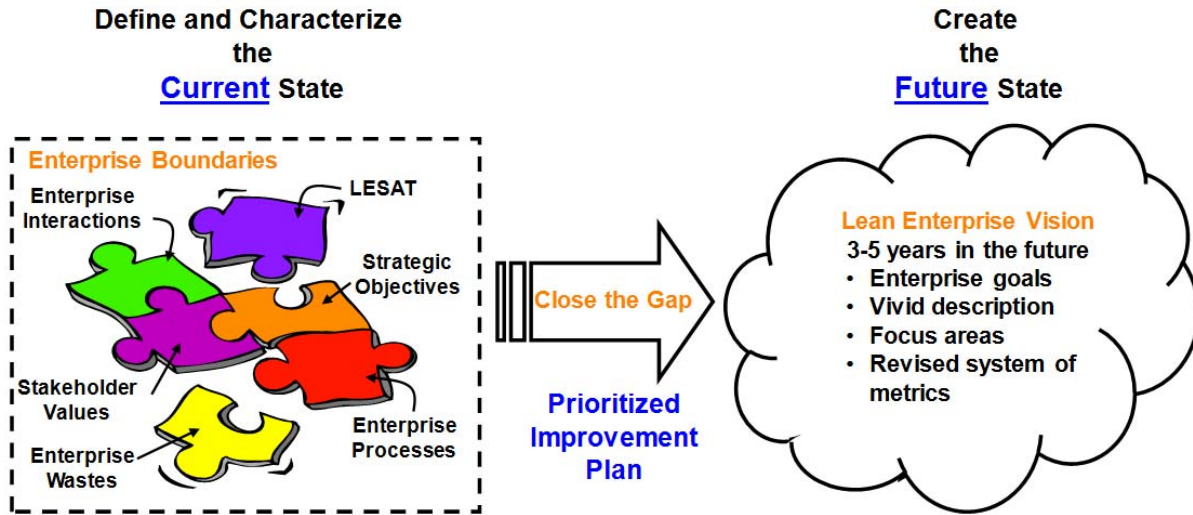 Define and Characterize
the
Current State
Enterprise Boundaries
Enterprise
Interactions
LESAT
Strategic
Objectives
Stakeholder
Values
Enterprise
Wastes
Enterprise
Processes
Close the Gap
Prioritized
Improvement
Plan
Create
the
Future State
Lean Enterprise Vision
3-5 years in the future
• Enterprise goals
• Vivid description
• Focus areas
• Revised system of
metrics